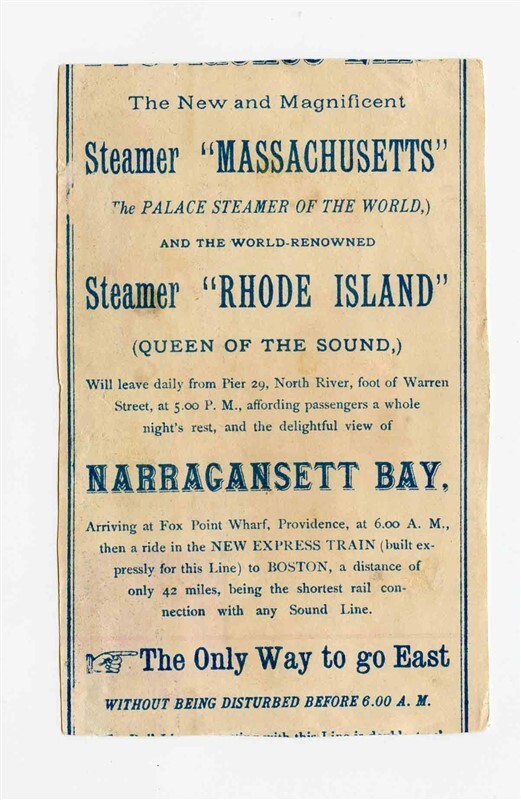 The New and Magnificent
Steamer "MASSACHUSETTS"
The PALACE STEAMER OF THE WORLD,)
AND THE WORLD-RENOWNED
Steamer "RHODE ISLAND"
(QUEEN OF THE SOUND,)
Will leave daily from Pier 29, North River, foot of Warren
Street, at 5.00 P. M., affording passengers a whole
night's rest, and the delightful view of
NARRAGANSETT BAY,
Arriving at Fox Point Wharf, Providence, at 6.00 A. M.,
then a ride in the NEW EXPRESS TRAIN (built ex-
pressly for this Line) to BOSTON, a distance of
only 42 miles, being the shortest rail con-
nection with any Sound Line.
The Only Way to go East
WITHOUT BEING DISTURBED BEFORE 6.00 A. M.
with this Line is